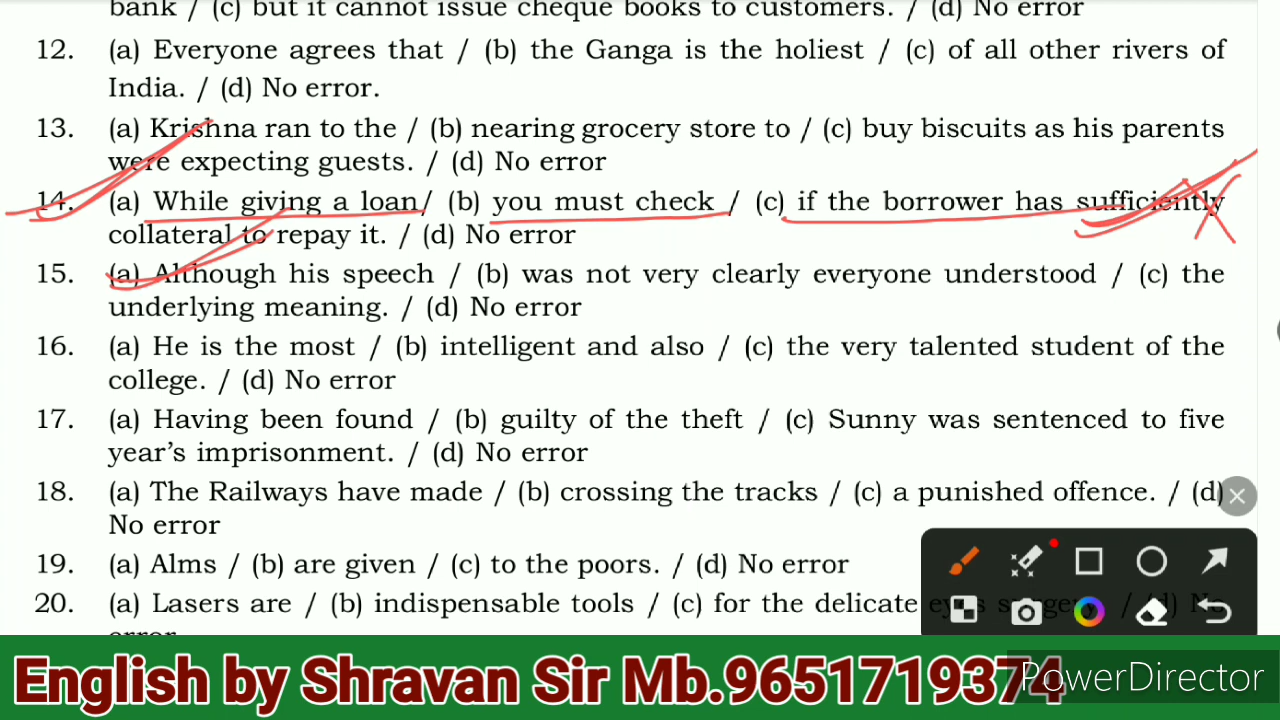 bank / (c) but it cannot issue cheque books to customers. / (d) No error
12. (a) Everyone agrees that / (b) the Ganga is the holiest / (c) of all other rivers of
India. / (d) No error.
13. (a) Krishna ran to the / (b) nearing grocery store to / (c) buy biscuits as his parents
were expecting guests. / (d) No error
14. (a) While giving a loan/ (b) you must check / (c) if the borrower has sufficiently
collateral to repay it. / (d) No error
15. (a) Although his speech / (b) was not very clearly everyone understood / (c) the
underlying meaning. / (d) No error
16. (a) He is the most / (b) intelligent and also / (c) the very talented student of the
college. / (d) No error
17. (a) Having been found / (b) guilty of the theft / (c) Sunny was sentenced to five
year's imprisonment. / (d) No error
18. (a) The Railways have made / (b) crossing the tracks / (c) a punished offence. / (d)
No error
19. (a) Alms / (b) are given / (c) to the poors. / (d) No error
20. (a) Lasers are / (b) indispensable tools / (c) for the delicate eyes surgery. / (d) No
error
English by Shravan Sir Mb.9651719374
PowerDirector